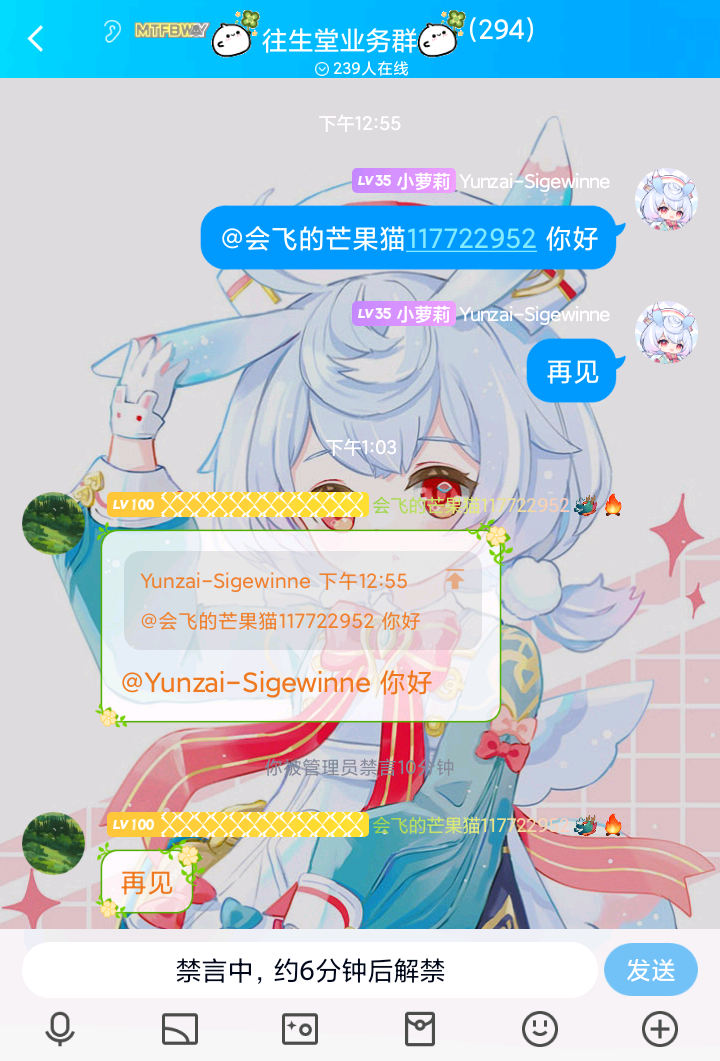 MTFBWY 往生堂业务群(294)
239人在线
下午12:55
LV35 小萝莉 Yunzai-Sigewinne
@会飞的芒果猫117722952 你好
LV35 小萝莉 Yunzai-Sigewinne
再见
下午1:03
LV100 会飞的芒果猫117722952
Yunzai-Sigewinne 下午12:55
@会飞的芒果猫117722952 你好
@Yunzai-Sigewinne 你好
你被管理员禁言10分钟
LV100 会飞的芒果猫117722952
再见
禁言中，约6分钟后解禁
发送